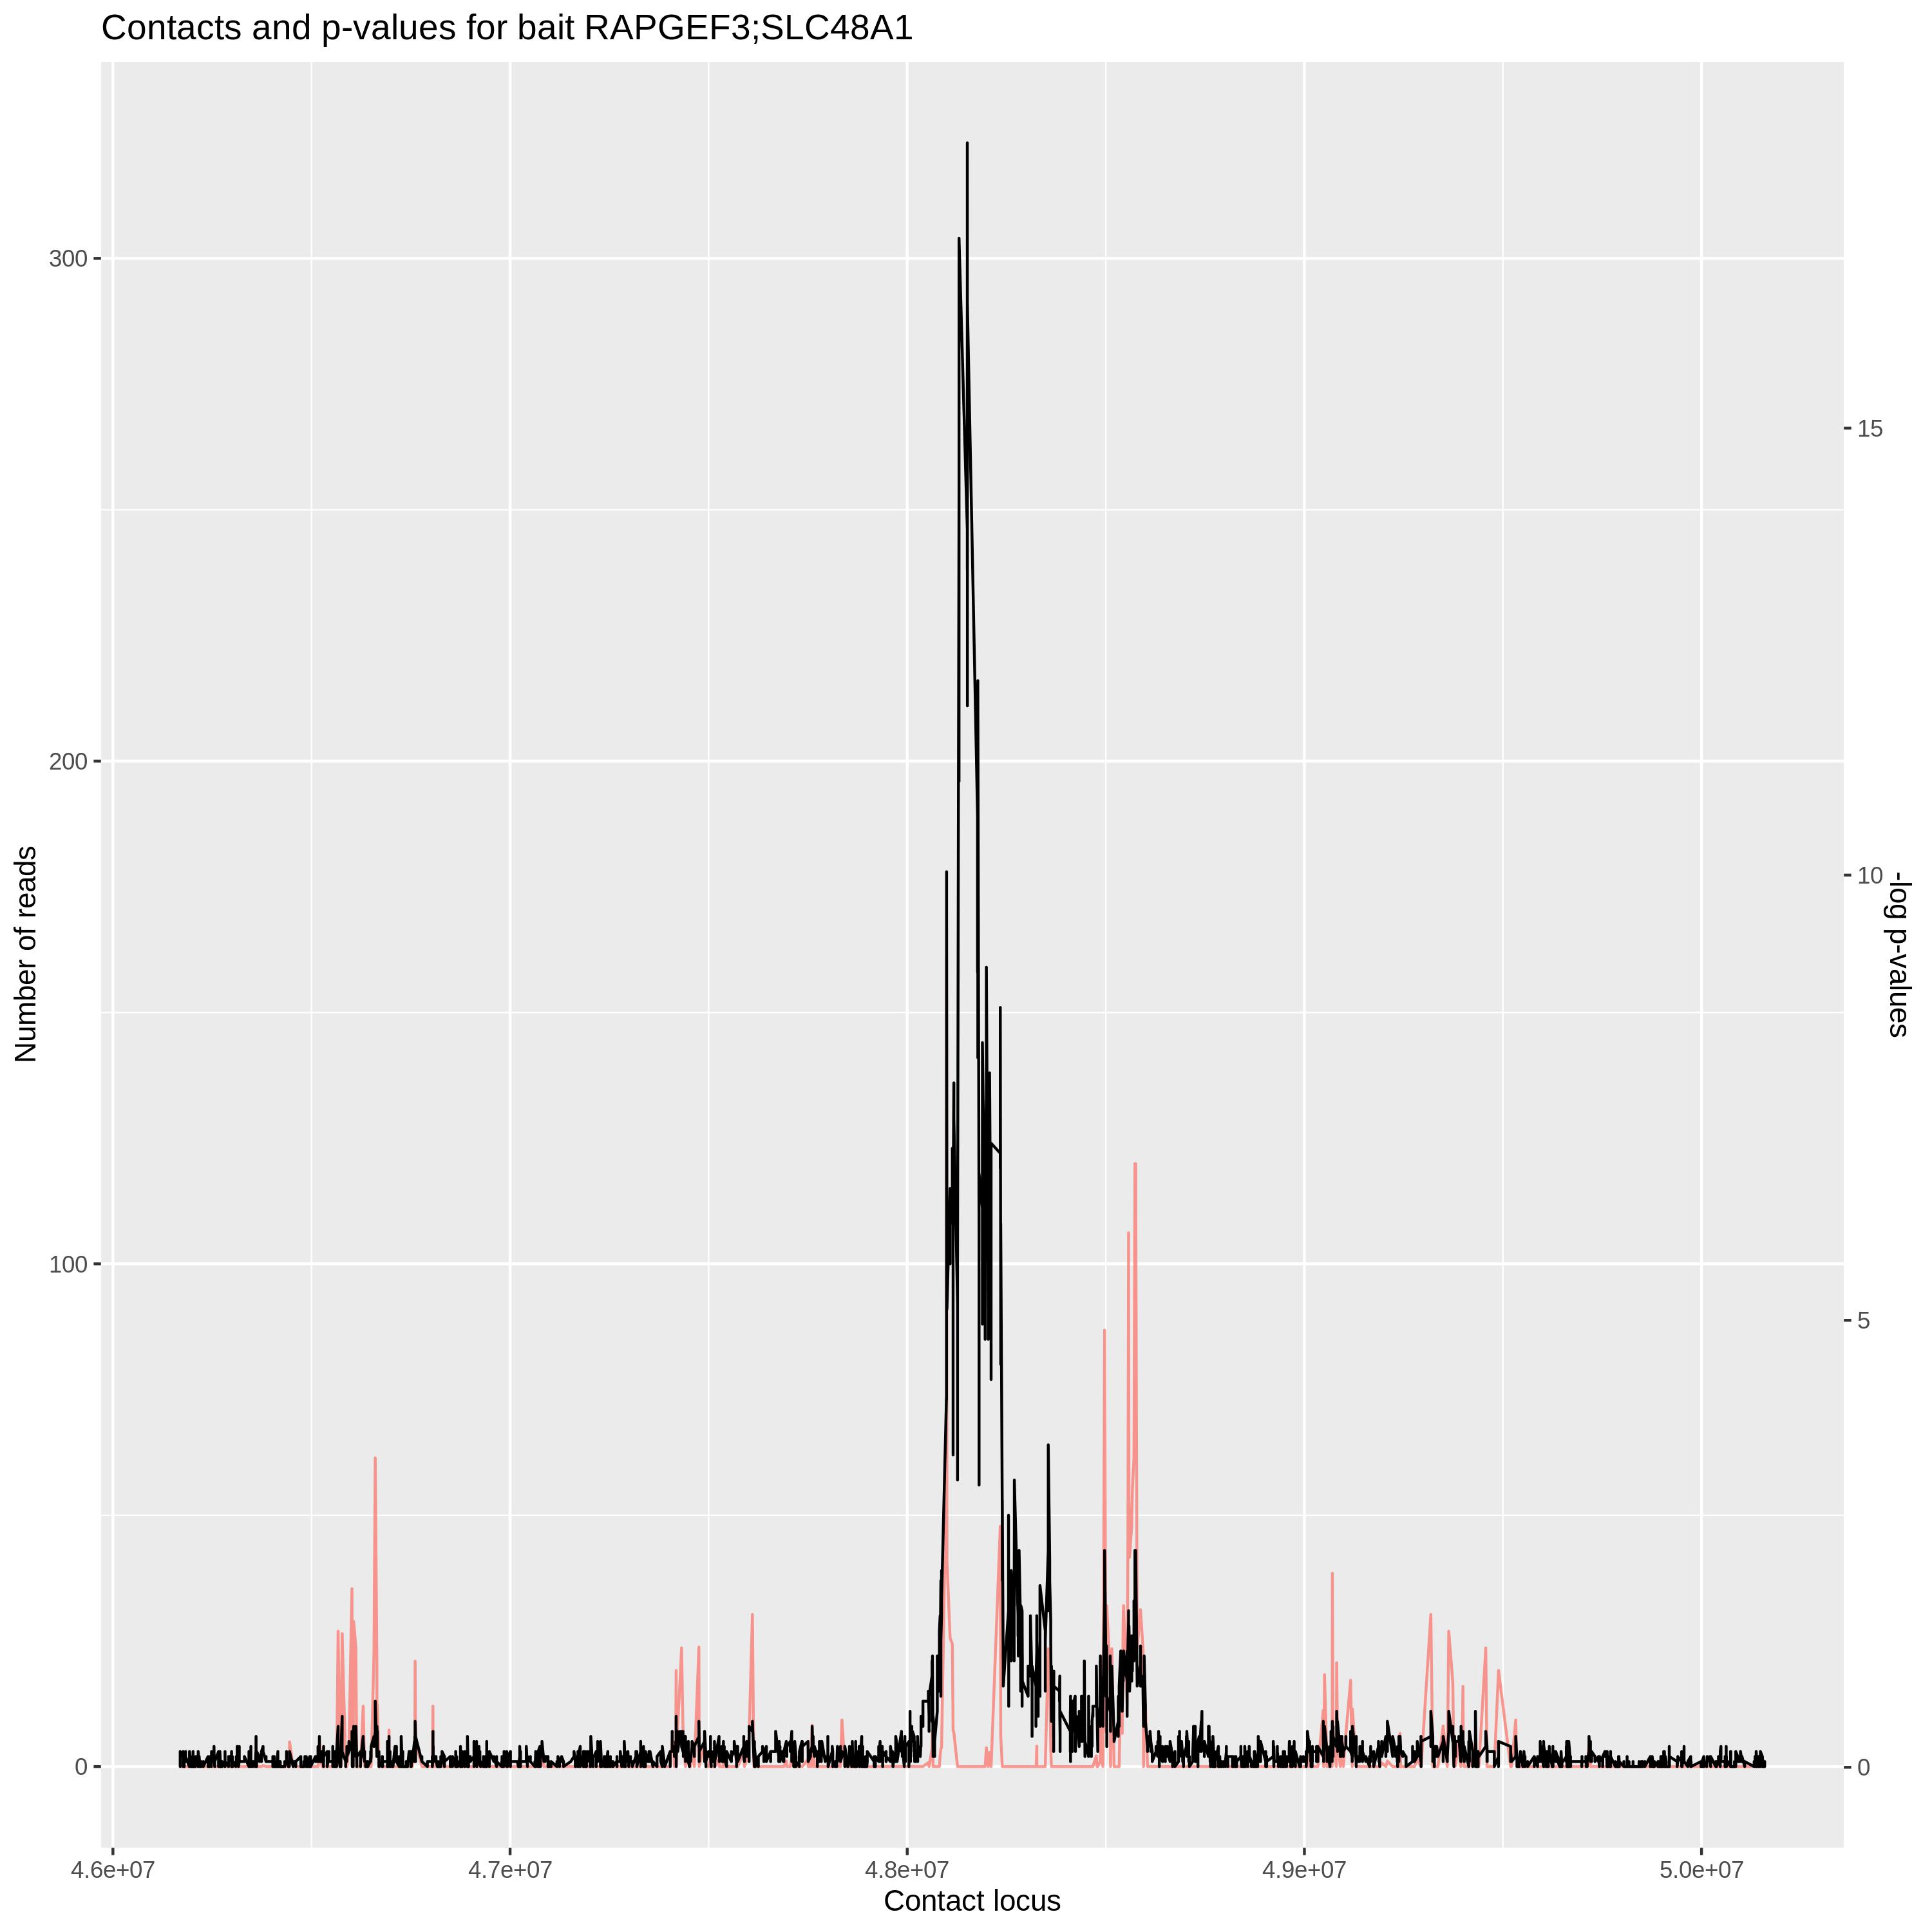 Contacts and p-values for bait RAPGEF3;SLC48A1
Number of reads
300
200
100
0
15
10
5
0
-log p-values
4.6e+07
4.7e+07
4.8e+07
4.9e+07
5.0e+07
Contact locus